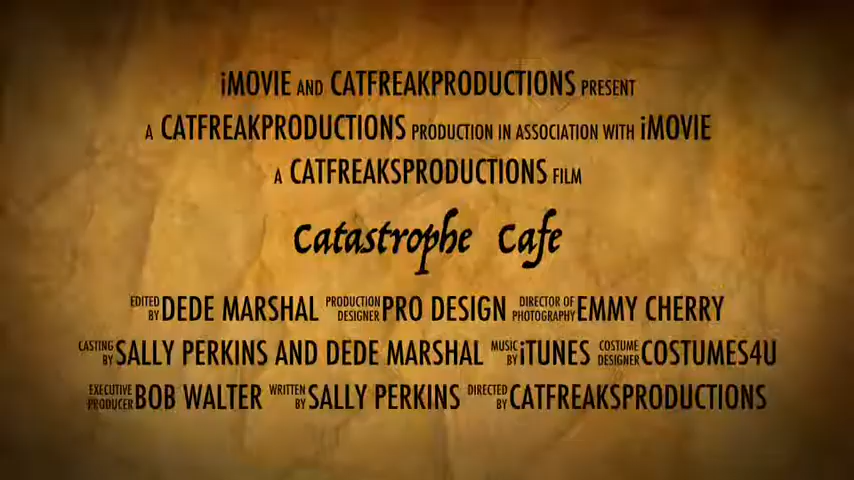 iMOVIE AND CATFREAKPRODUCTIONS PRESENT
A CATFREAKPRODUCTIONS PRODUCTION IN ASSOCIATION WITH iMOVIE
A CATFREAKSPRODUCTIONS FILM
Catastrophe Cafe
EDITED BY DEDE MARSHAL PRODUCTION DESIGNER PRO DESIGN DIRECTOR OF PHOTOGRAPHY EMMY CHERRY
CASTING BY SALLY PERKINS AND DEDE MARSHAL MUSIC BY iTUNES COSTUME DESIGNER COSTUMES4U
EXECUTIVE PRODUCER BOB WALTER WRITTEN BY SALLY PERKINS DIRECTED BY CATFREAKSPRODUCTIONS